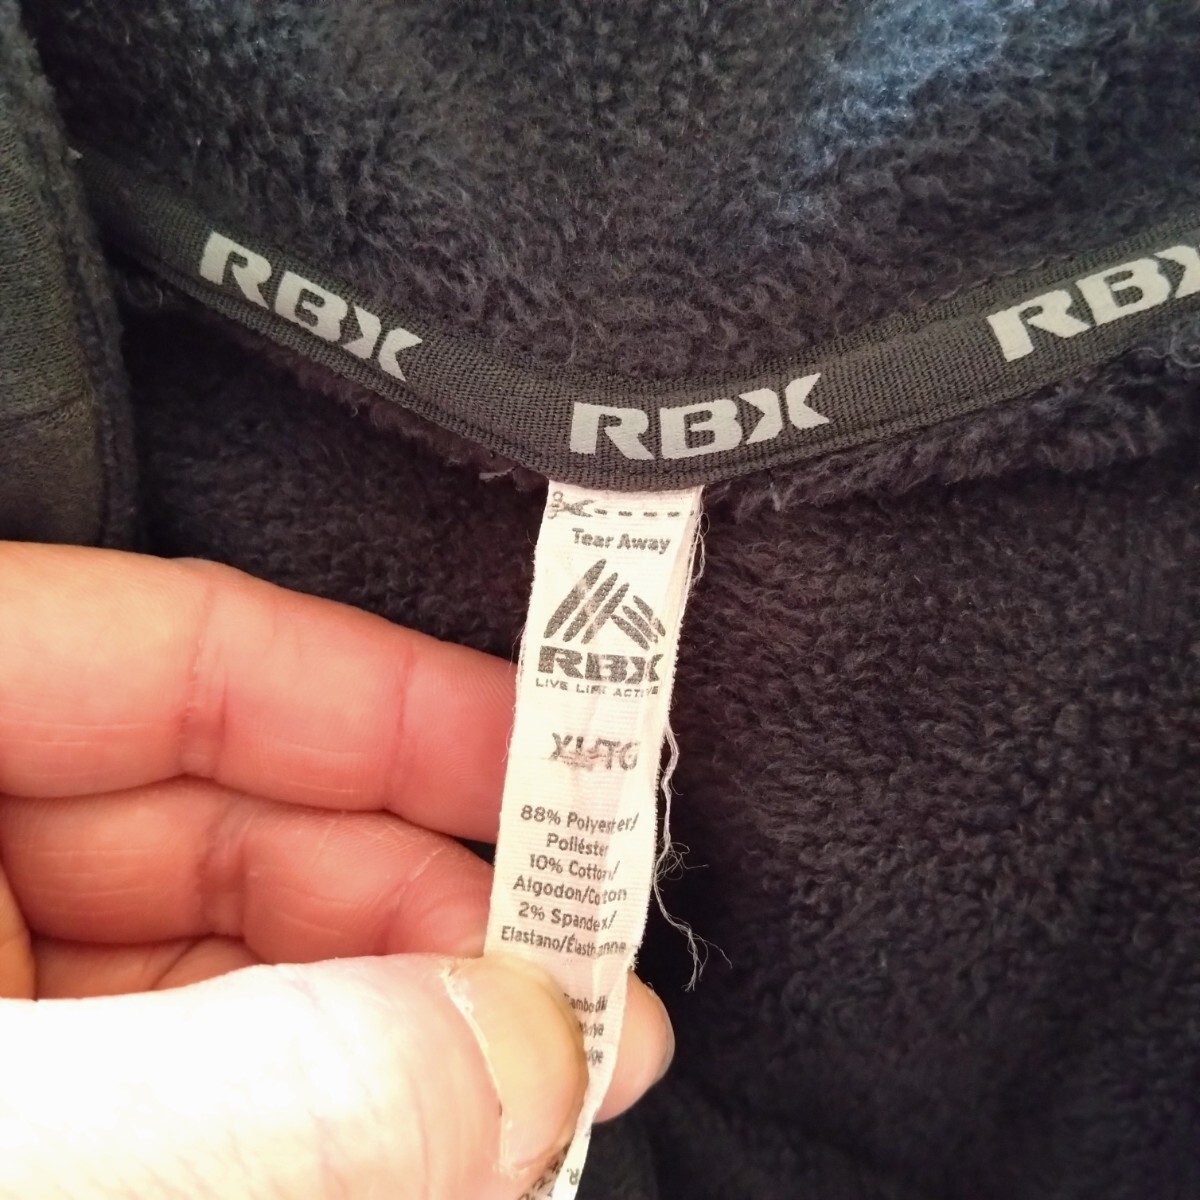 RBX
RBX
RBX
Tear Away
RBX
LIVE LIFE ACTIVE
XL/TG
88% Polyester/
Poliéster
10% Cotton/
Algodon/Coton
2% Spandex/
Elastano/Élasthanne